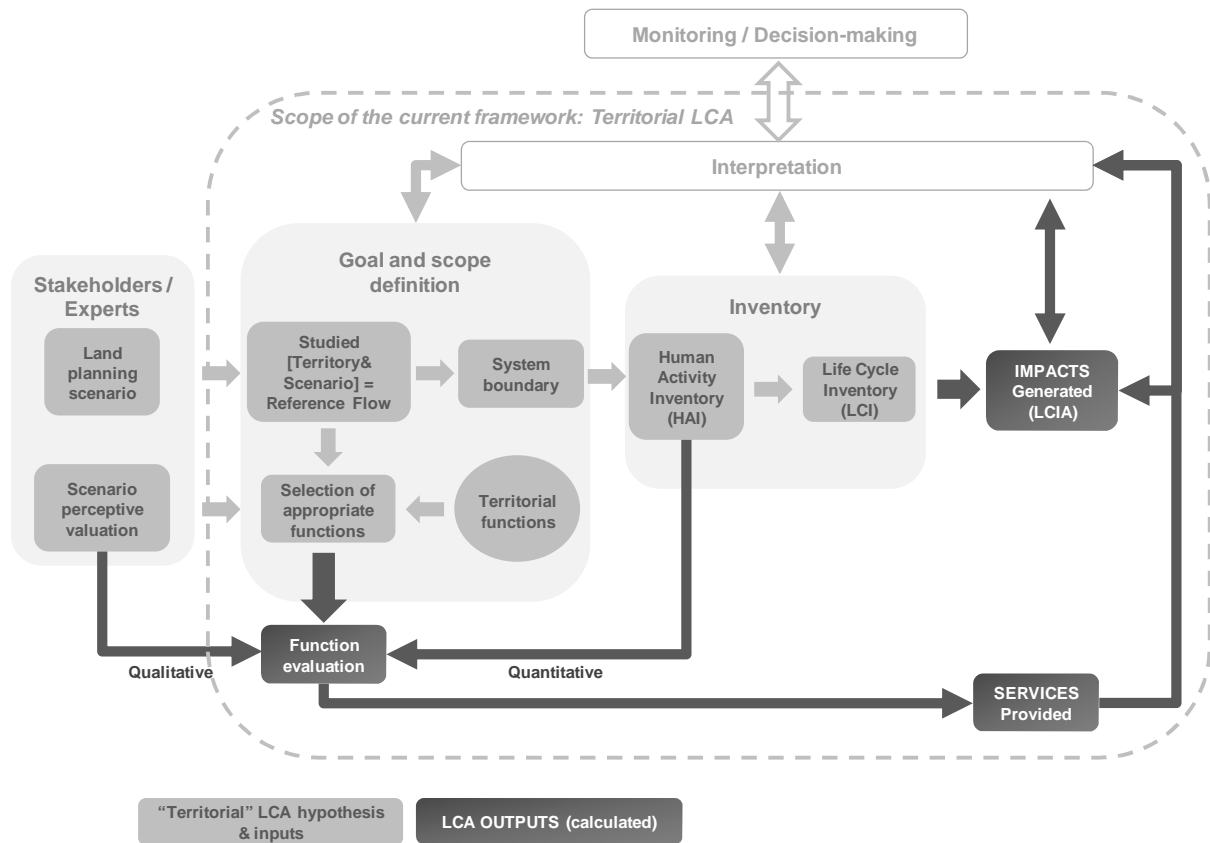 Monitoring / Decision-making
Scope of the current framework: Territorial LCA
Interpretation
Stakeholders /
Experts
Land
planning
scenario
Scenario
perceptive
valuation
Goal and scope
definition
Studied
[Territory&
Scenario] =
Reference Flow
System
boundary
Selection of
appropriate
functions
Territorial
functions
Inventory
Human
Activity
Inventory
(HAI)
Life Cycle
Inventory
(LCI)
IMPACTS
Generated
(LCIA)
Qualitative
Function
evaluation
Quantitative
SERVICES
Provided
“Territorial” LCA hypothesis
& inputs
LCA OUTPUTS (calculated)